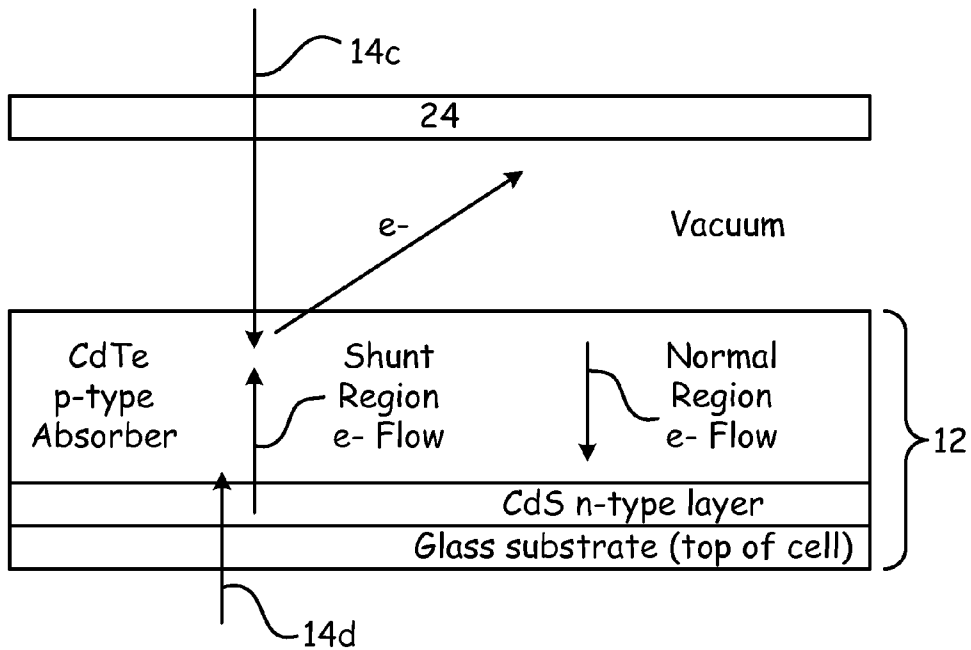 14c
24
e-
Vacuum
CdTe
p-type
Absorber
Shunt
Region
e- Flow
Normal
Region
e- Flow
12
CdS n-type layer
Glass substrate (top of cell)
14d